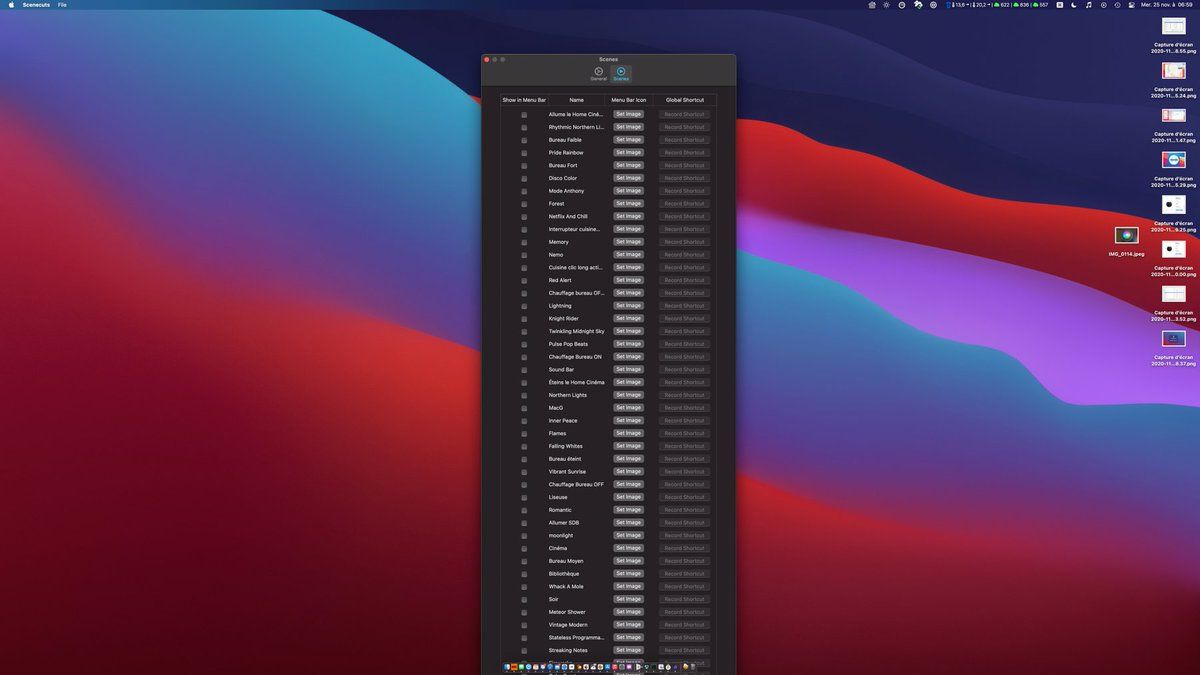 Scenecuts File
13,6 20,2 622 836 557 Mer. 25 nov. à 06:59
Scenes
General Scenes
Show in Menu Bar Name Menu Bar Icon Global Shortcut
Allume le Home Ciné... Set Image Record Shortcut
Rhythmic Northern Li... Set Image Record Shortcut
Bureau Faible Set Image Record Shortcut
Pride Rainbow Set Image Record Shortcut
Bureau Fort Set Image Record Shortcut
Disco Color Set Image Record Shortcut
Mode Anthony Set Image Record Shortcut
Forest Set Image Record Shortcut
Netflix And Chill Set Image Record Shortcut
Interrupteur cuisine... Set Image Record Shortcut
Memory Set Image Record Shortcut
Nemo Set Image Record Shortcut
Cuisine clic long acti... Set Image Record Shortcut
Red Alert Set Image Record Shortcut
Chauffage bureau OF... Set Image Record Shortcut
Lightning Set Image Record Shortcut
Knight Rider Set Image Record Shortcut
Twinkling Midnight Sky Set Image Record Shortcut
Pulse Pop Beats Set Image Record Shortcut
Chauffage Bureau ON Set Image Record Shortcut
Sound Bar Set Image Record Shortcut
Éteins le Home Cinéma Set Image Record Shortcut
Northern Lights Set Image Record Shortcut
MacG Set Image Record Shortcut
Inner Peace Set Image Record Shortcut
Flames Set Image Record Shortcut
Falling Whites Set Image Record Shortcut
Bureau éteint Set Image Record Shortcut
Vibrant Sunrise Set Image Record Shortcut
Chauffage Bureau OFF Set Image Record Shortcut
Liseuse Set Image Record Shortcut
Romantic Set Image Record Shortcut
Allumer SDB Set Image Record Shortcut
moonlight Set Image Record Shortcut
Cinéma Set Image Record Shortcut
Bureau Moyen Set Image Record Shortcut
Bibliothèque Set Image Record Shortcut
Whack A Mole Set Image Record Shortcut
Soir Set Image Record Shortcut
Meteor Shower Set Image Record Shortcut
Vintage Modern Set Image Record Shortcut
Stateless Programma... Set Image Record Shortcut
Streaking Notes Set Image Record Shortcut
IMG_0114.jpeg
Capture d'écran
2020-11...8.55.png
Capture d'écran
2020-11...5.24.png
Capture d'écran
2020-11...1.47.png
Capture d'écran
2020-11...5.29.png
Capture d'écran
2020-11...9.25.png
Capture d'écran
2020-11...0.00.png
Capture d'écran
2020-11...3.52.png
Capture d'écran
2020-11...8.37.png